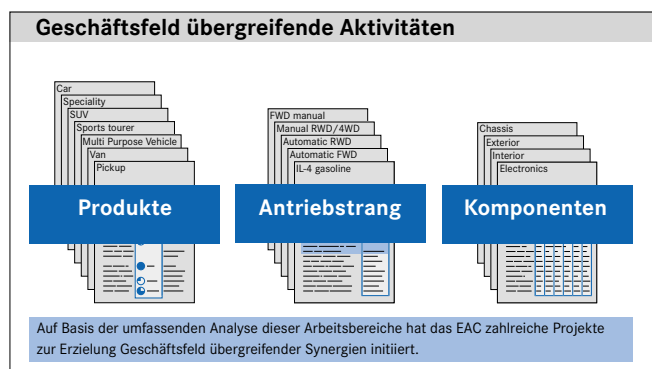 Geschäftsfeld übergreifende Aktivitäten
Car
Speciality
SUV
Sports tourer
Multi Purpose Vehicle
Van
Pickup
Produkte
FWD manual
Manual RWD/4WD
Automatic RWD
Automatic FWD
IL-4 gasoline
Antriebstrang
Chassis
Exterior
Interior
Electronics
Komponenten
Auf Basis der umfassenden Analyse dieser Arbeitsbereiche hat das EAC zahlreiche Projekte
zur Erzielung Geschäftsfeld übergreifender Synergien initiiert.